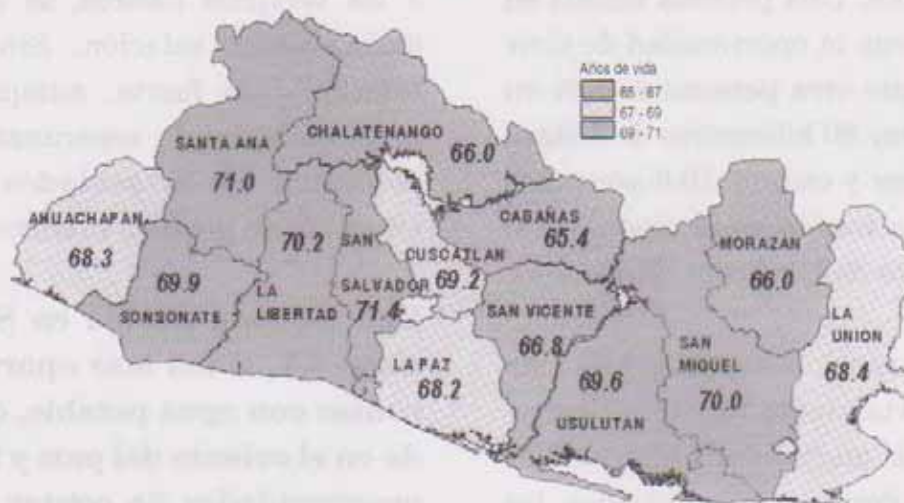 Años de vida
65 - 67
67 - 69
69 - 71
CHALATENANGO
66.0
SANTA ANA
71.0
AHUACHAPAN
68.3
69.9
SONSONATE
70.2
LA
LIBERTAD
SAN
SALVADOR
71.4
CUSCATLAN
69.2
CABAÑAS
65.4
SAN VICENTE
66.8
LA PAZ
68.2
69.6
USULUTAN
SAN
MIGUEL
70.0
MORAZAN
66.0
LA
UNION
68.4